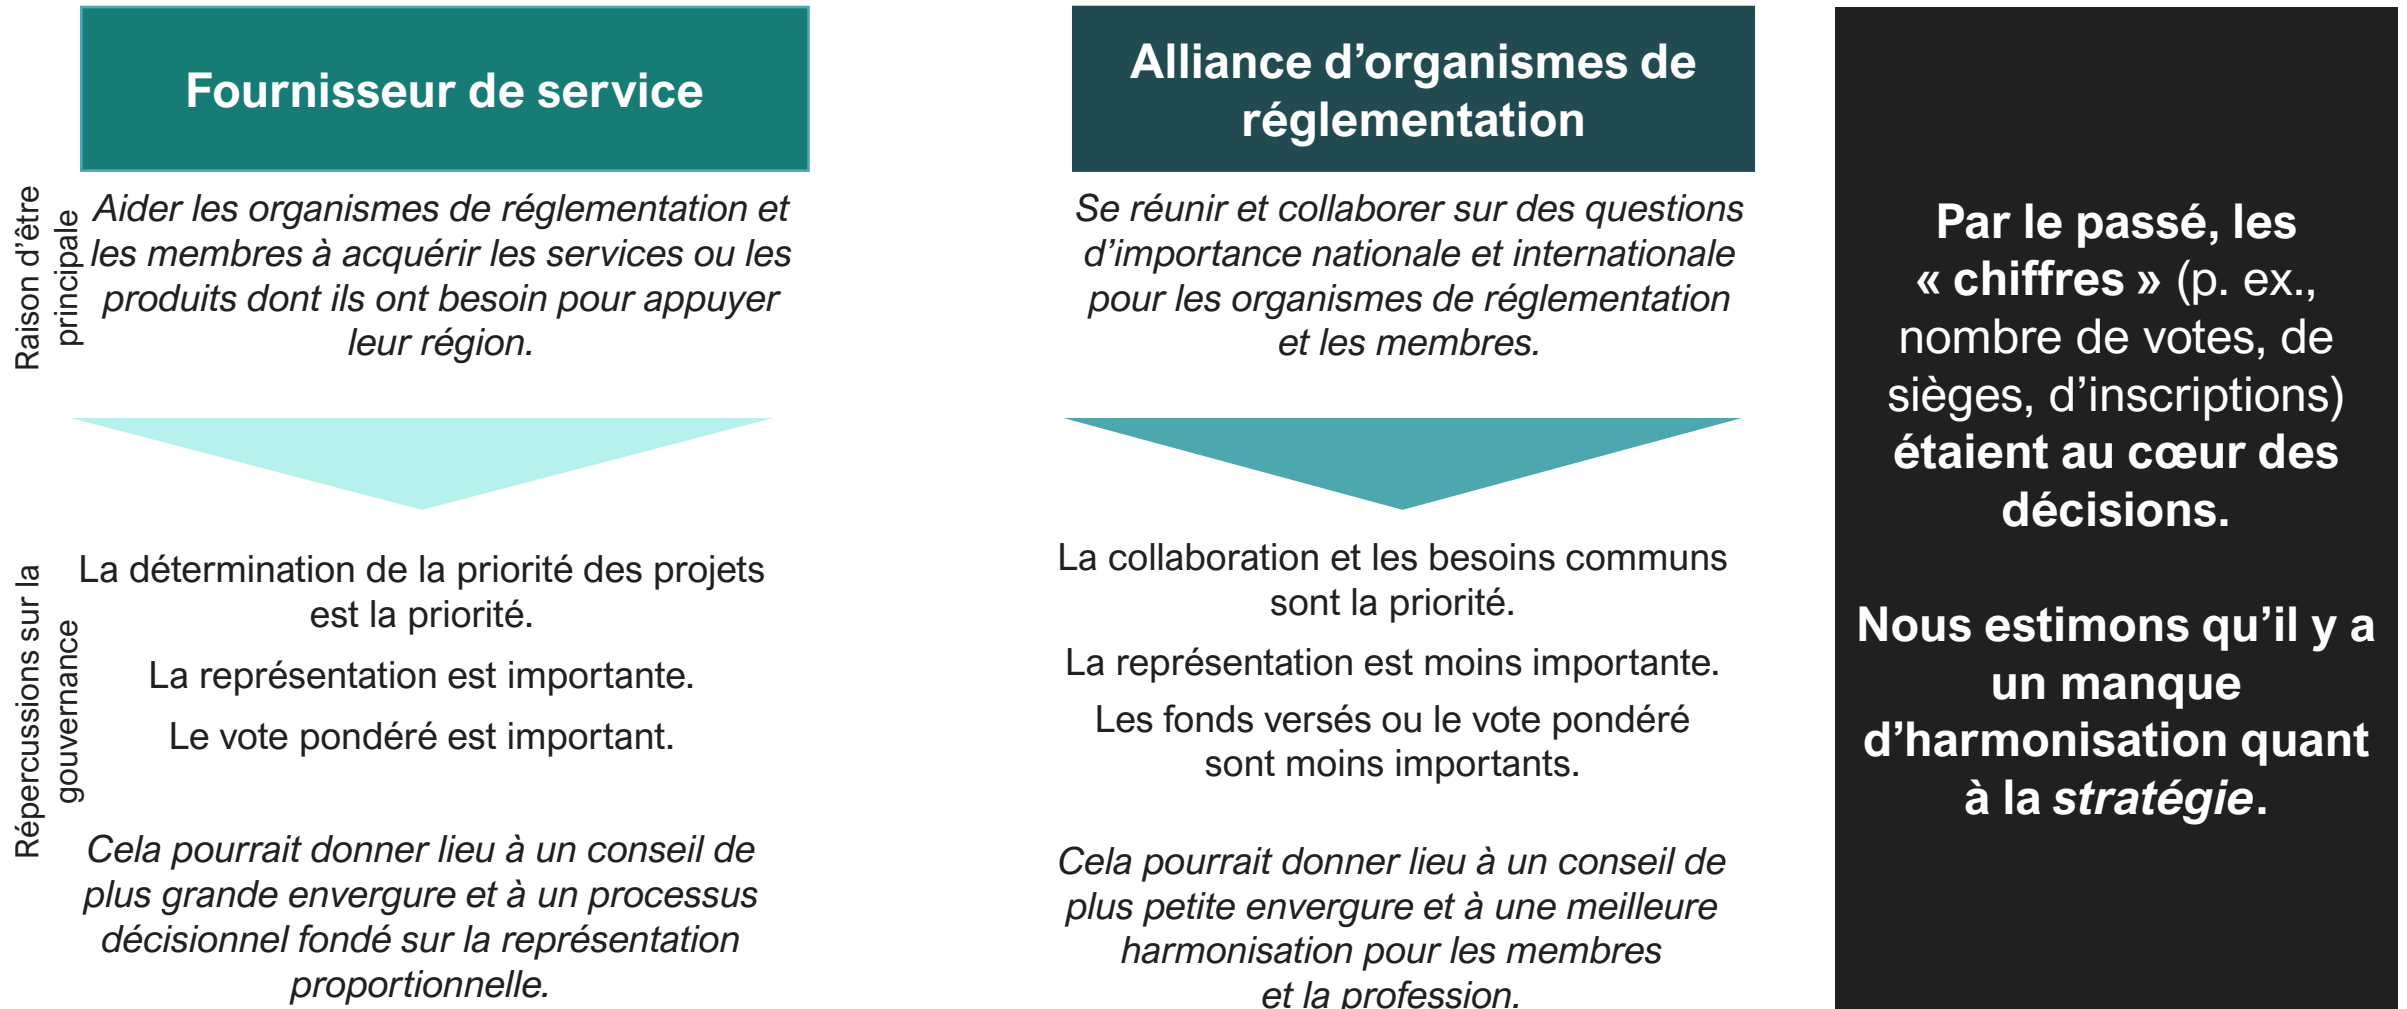 Fournisseur de service
Raison d’être
principale
Aider les organismes de réglementation et
les membres à acquérir les services ou les
produits dont ils ont besoin pour appuyer
leur région.
Répercussions sur la
gouvernance
La détermination de la priorité des projets
est la priorité.
La représentation est importante.
Le vote pondéré est important.
Cela pourrait donner lieu à un conseil de
plus grande envergure et à un processus
décisionnel fondé sur la représentation
proportionnelle.
Alliance d’organismes de
réglementation
Se réunir et collaborer sur des questions
d’importance nationale et internationale
pour les organismes de réglementation
et les membres.
La collaboration et les besoins communs
sont la priorité.
La représentation est moins importante.
Les fonds versés ou le vote pondéré
sont moins importants.
Cela pourrait donner lieu à un conseil de
plus petite envergure et à une meilleure
harmonisation pour les membres
et la profession.
Par le passé, les
« chiffres » (p. ex.,
nombre de votes, de
sièges, d’inscriptions)
étaient au cœur des
décisions.
Nous estimons qu’il y a
un manque
d’harmonisation quant
à la stratégie.